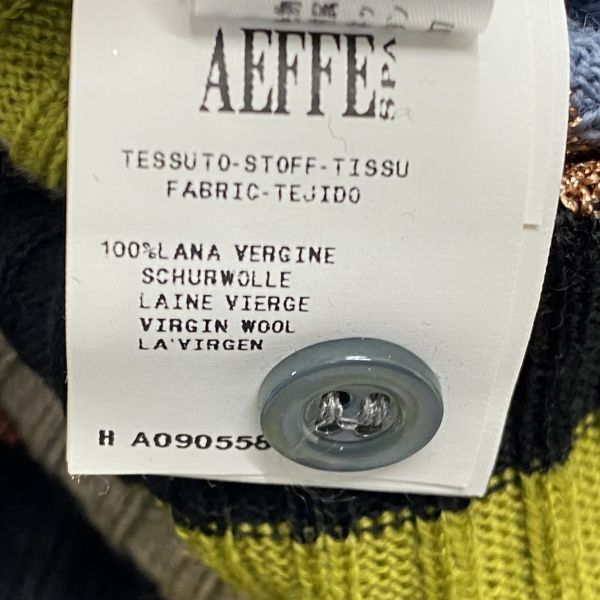 AEFFE SPA
TESSUTO-STOFF-TISSU
FABRIC-TEJIDO
100%LANA VERGINE
SCHURWOLLE
LAINE VIERGE
VIRGIN WOOL
LA'VIRGEN
H A090558